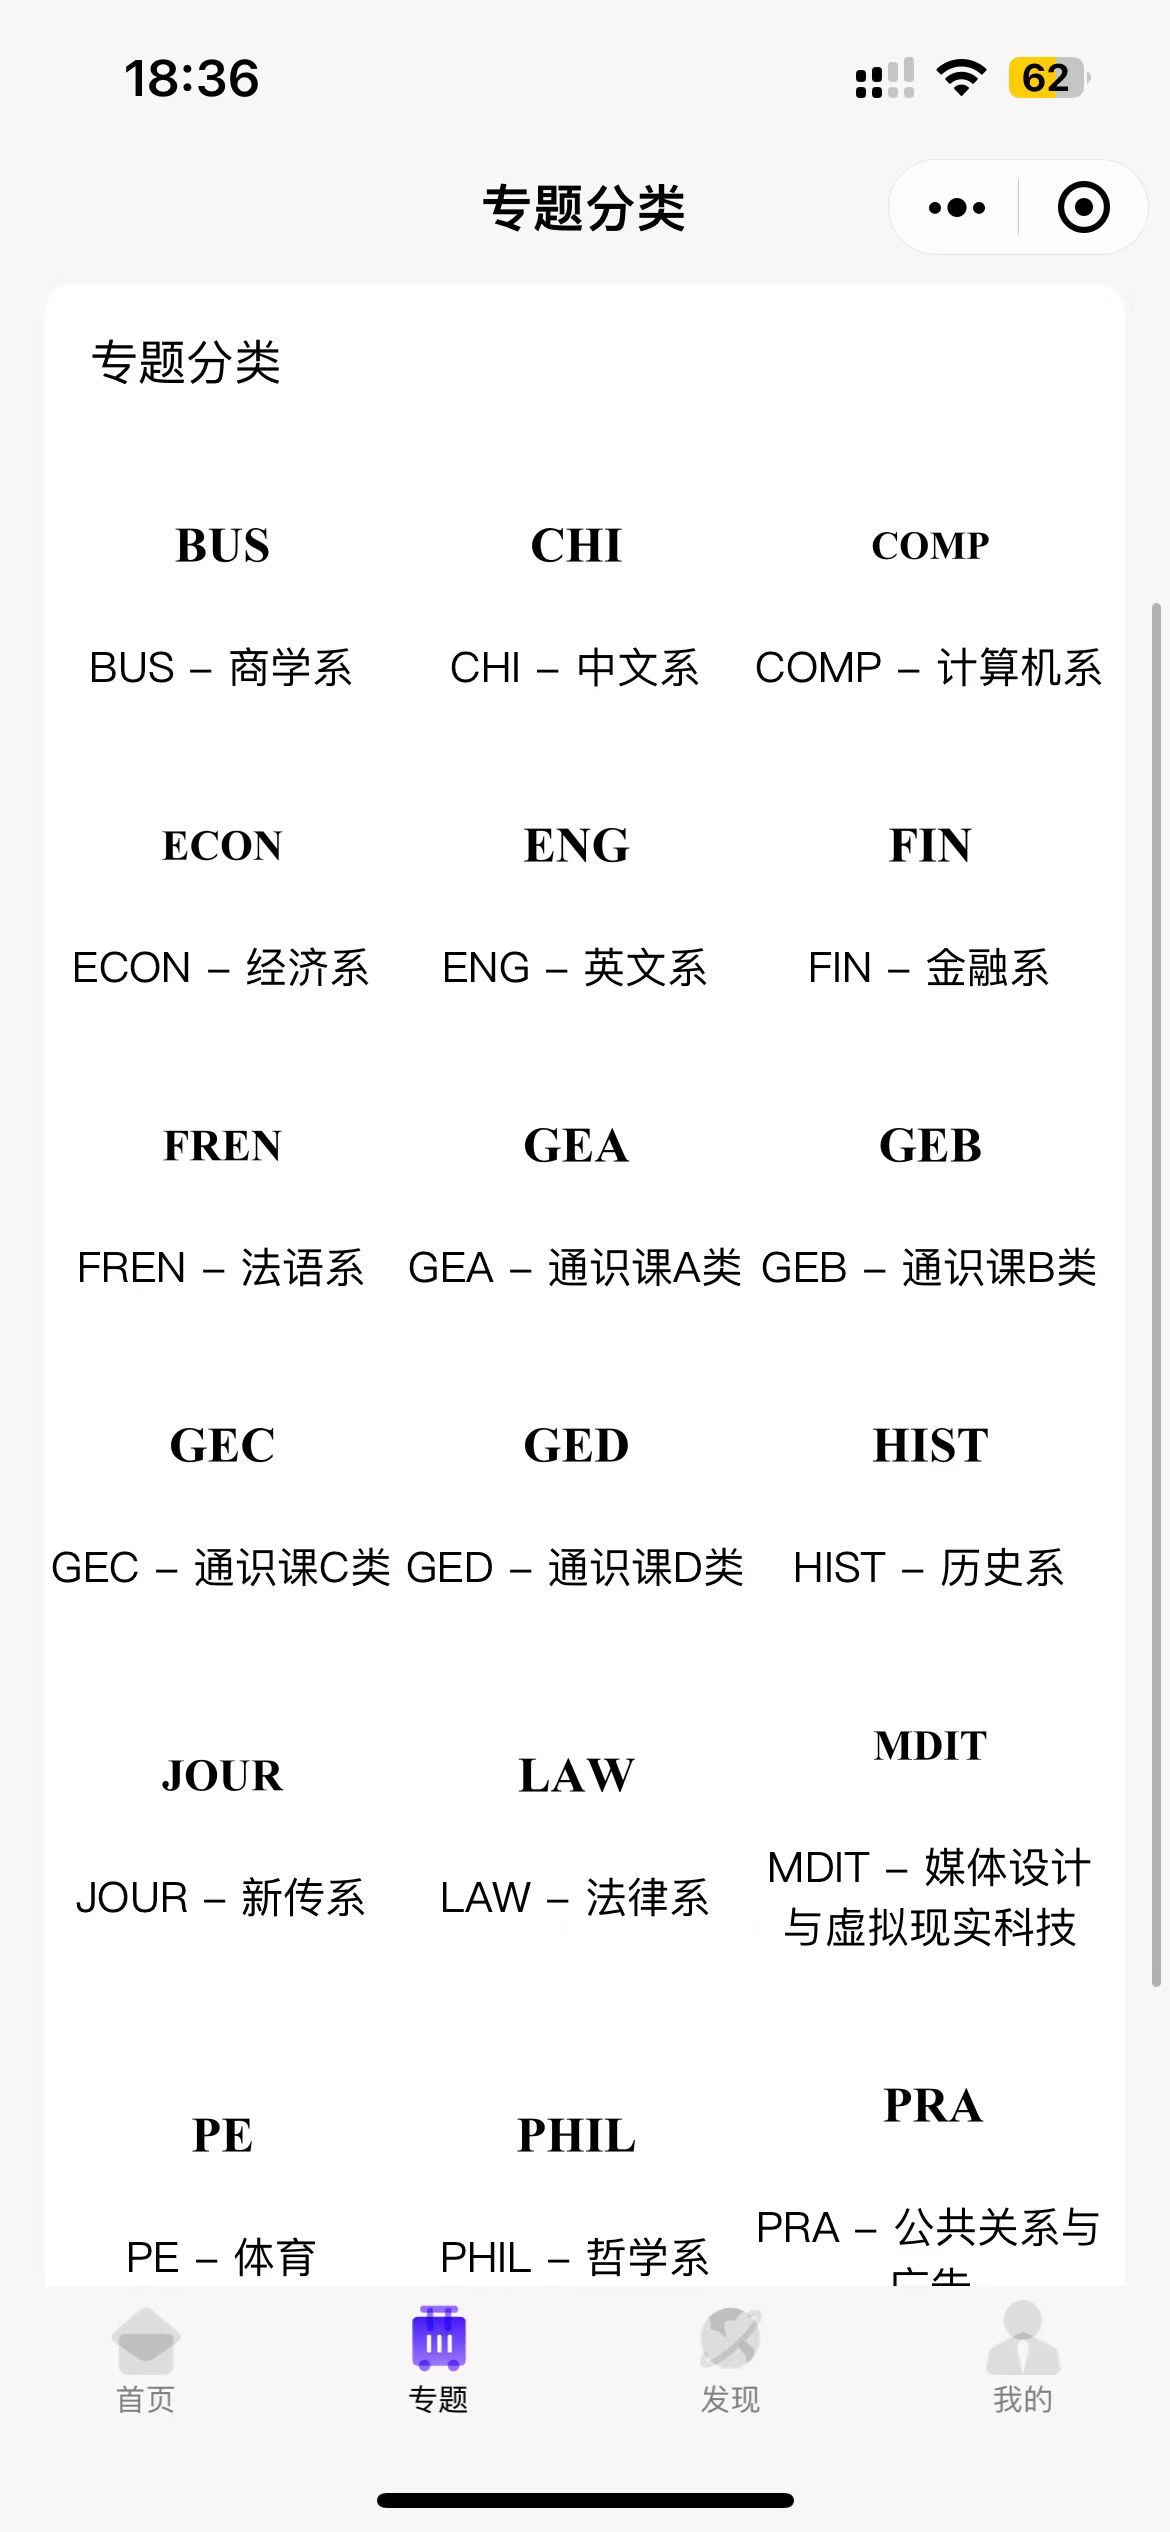 18:36
62
专题分类
专题分类
BUS
CHI
COMP
BUS – 商学系
CHI – 中文系
COMP – 计算机系
ECON
ENG
FIN
ECON – 经济系
ENG – 英文系
FIN – 金融系
FREN
GEA
GEB
FREN – 法语系
GEA – 通识课A类
GEB – 通识课B类
GEC
GED
HIST
GEC – 通识课C类
GED – 通识课D类
HIST – 历史系
JOUR
LAW
MDIT
JOUR – 新传系
LAW – 法律系
MDIT – 媒体设计
与虚拟现实科技
PE
PHIL
PRA
PE – 体育
PHIL – 哲学系
PRA – 公共关系与
广告
首页
专题
发现
我的